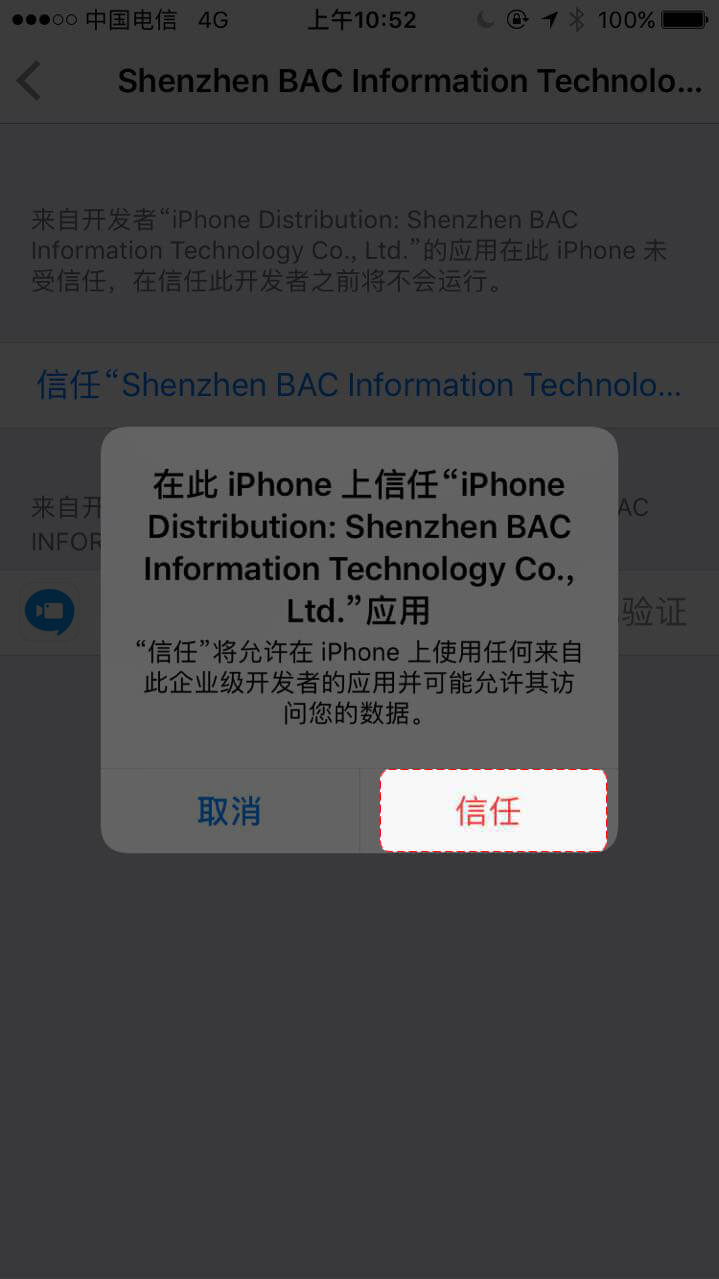 中国电信 4G 上午10:52 100%
Shenzhen BAC Information Technolo...
来自开发者“iPhone Distribution: Shenzhen BAC
Information Technology Co., Ltd.”的应用在此 iPhone 未
受信任，在信任此开发者之前将不会运行。
信任“Shenzhen BAC Information Technolo...
来自开
AC
INFOR
验证
在此 iPhone 上信任“iPhone
Distribution: Shenzhen BAC
Information Technology Co.,
Ltd.”应用
“信任”将允许在 iPhone 上使用任何来自
此企业级开发者的应用并可能允许其访
问您的数据。
取消
信任